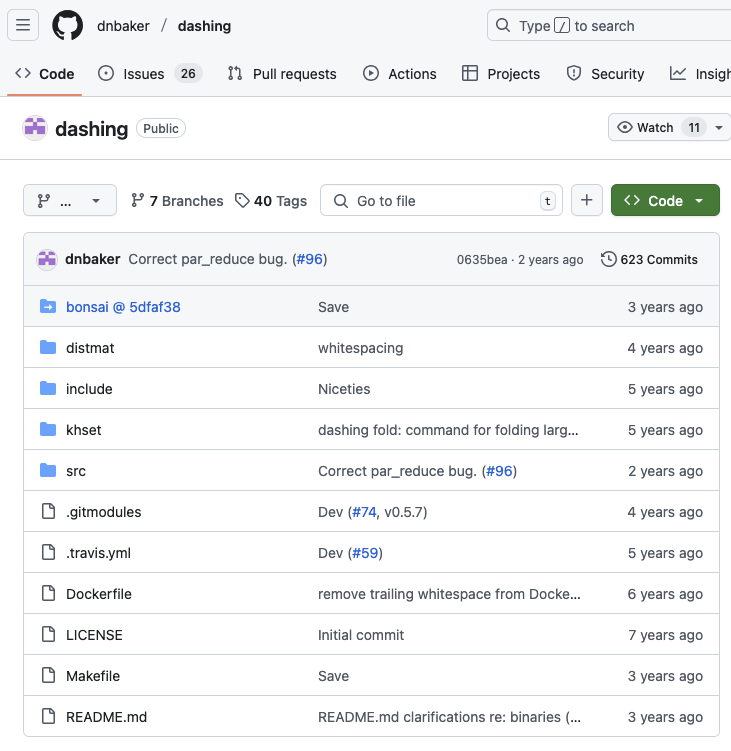 dnbaker / dashing
Type / to search
Code Issues 26 Pull requests Actions Projects Security Insigh
dashing Public
Watch 11
... 7 Branches 40 Tags Go to file t + Code
dnbaker Correct par_reduce bug. (#96) 0635bea · 2 years ago 623 Commits
bonsai @ 5dfaf38 Save 3 years ago
distmat whitespacing 4 years ago
include Niceties 5 years ago
khset dashing fold: command for folding larg... 5 years ago
src Correct par_reduce bug. (#96) 2 years ago
.gitmodules Dev (#74, v0.5.7) 4 years ago
.travis.yml Dev (#59) 5 years ago
Dockerfile remove trailing whitespace from Docke... 6 years ago
LICENSE Initial commit 7 years ago
Makefile Save 3 years ago
README.md README.md clarifications re: binaries (... 3 years ago